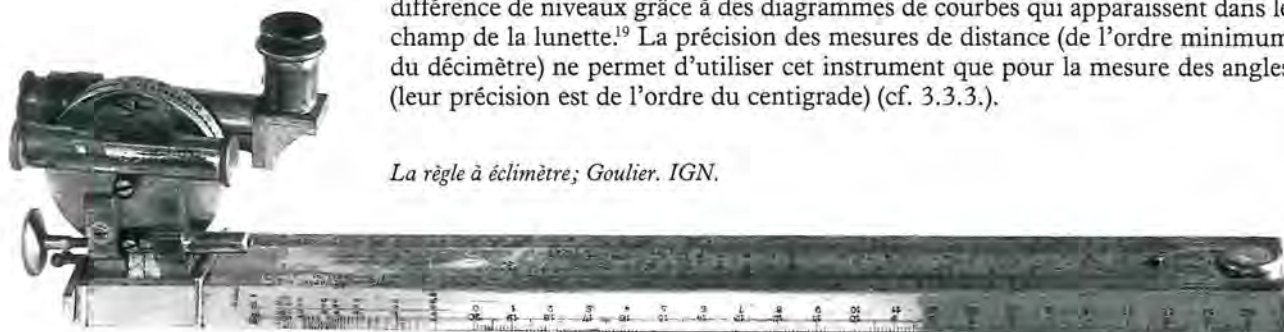 différence de niveaux grâce à des diagrammes de courbes qui apparaissent dans le
champ de la lunette.¹⁹ La précision des mesures de distance (de l'ordre minimum
du décimètre) ne permet d'utiliser cet instrument que pour la mesure des angles
(leur précision est de l'ordre du centigrade) (cf. 3.3.3.).
La règle à éclimètre; Goulier. IGN.